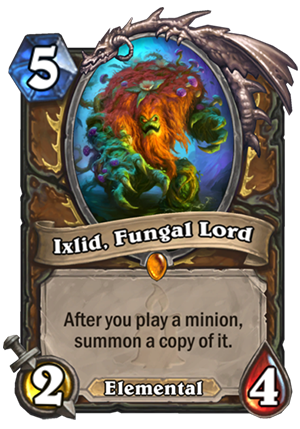 5
Ixlid, Fungal Lord
After you play a minion,
summon a copy of it.
2
Elemental
4